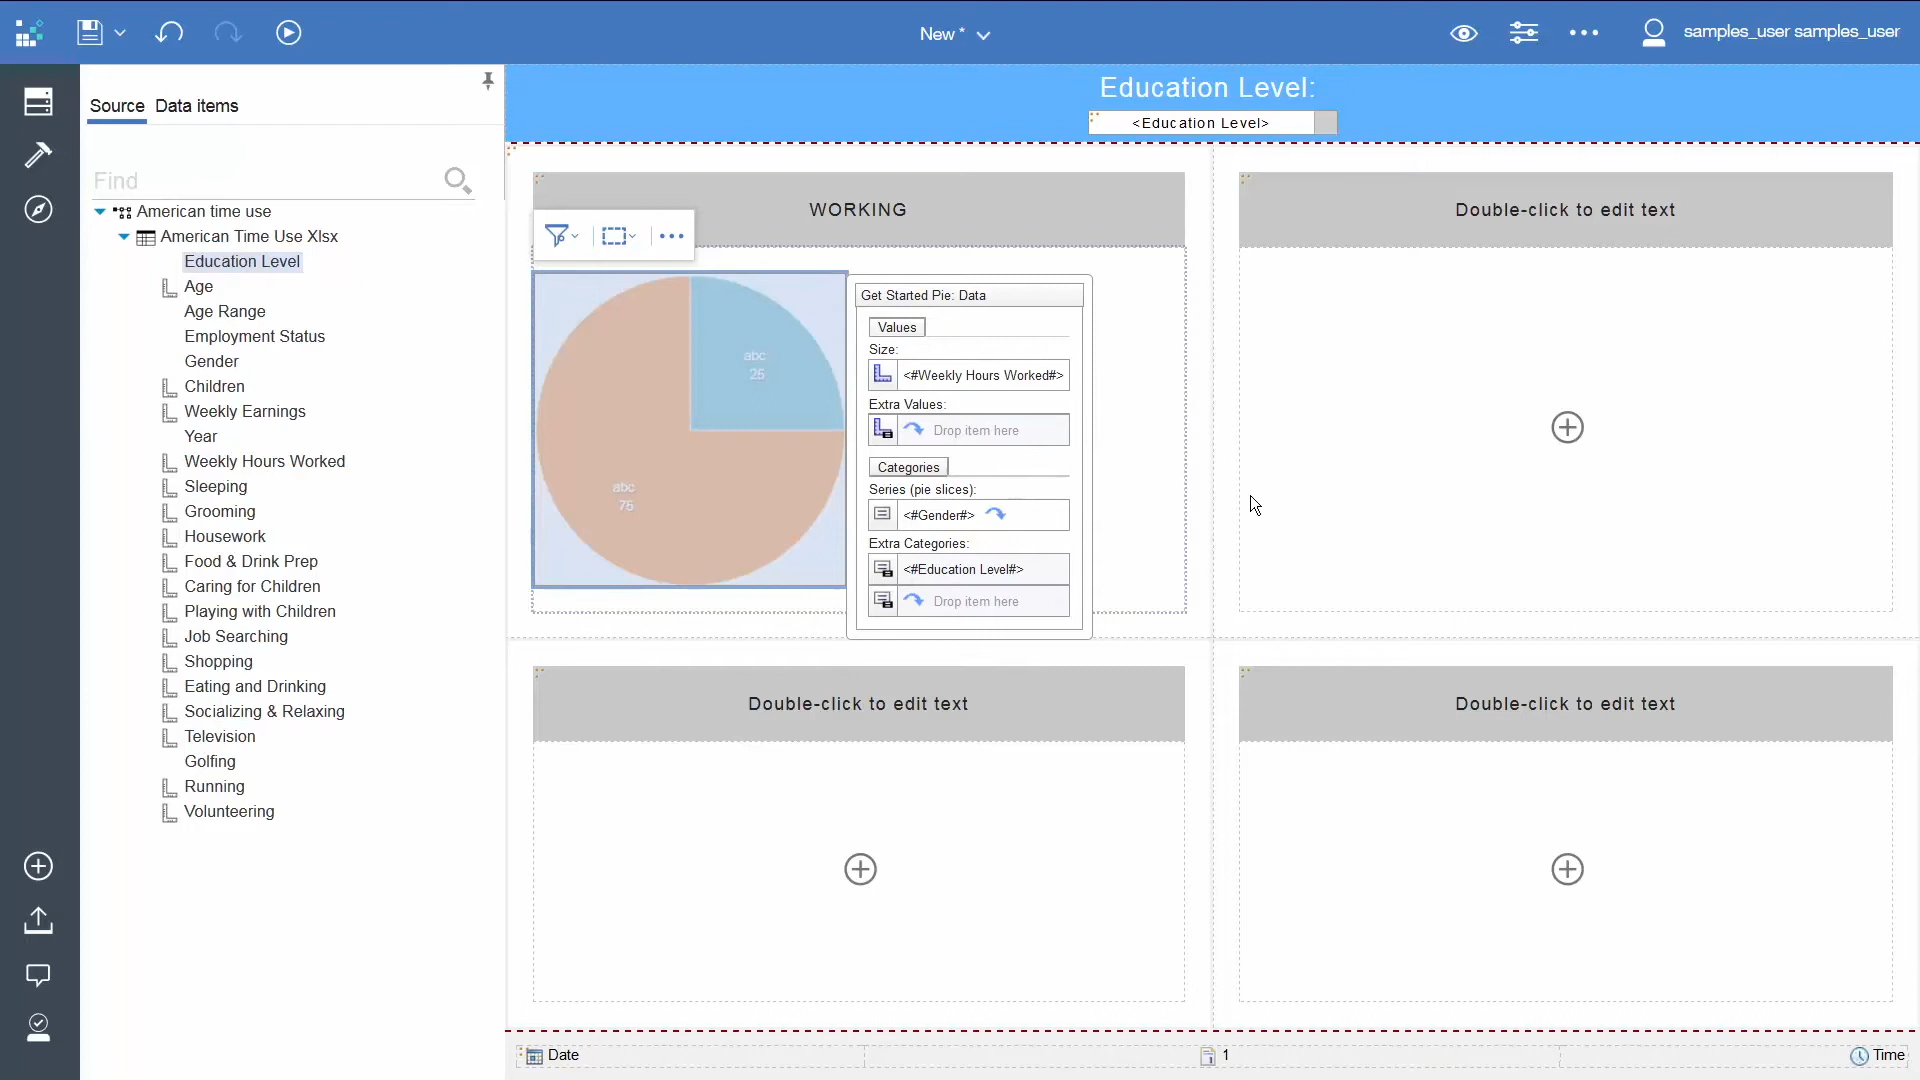 New *
samples_user samples_user
Source Data items
Find
American time use
American Time Use Xlsx
Education Level
Age
Age Range
Employment Status
Gender
Children
Weekly Earnings
Year
Weekly Hours Worked
Sleeping
Grooming
Housework
Food & Drink Prep
Caring for Children
Playing with Children
Job Searching
Shopping
Eating and Drinking
Socializing & Relaxing
Television
Golfing
Running
Volunteering
Education Level:
<Education Level>
WORKING
abc
25
abc
75
Get Started Pie: Data
Values
Size:
<#Weekly Hours Worked#>
Extra Values:
Drop item here
Categories
Series (pie slices):
<#Gender#>
Extra Categories:
<#Education Level#>
Drop item here
Double-click to edit text
Double-click to edit text
Double-click to edit text
Date
1
Time